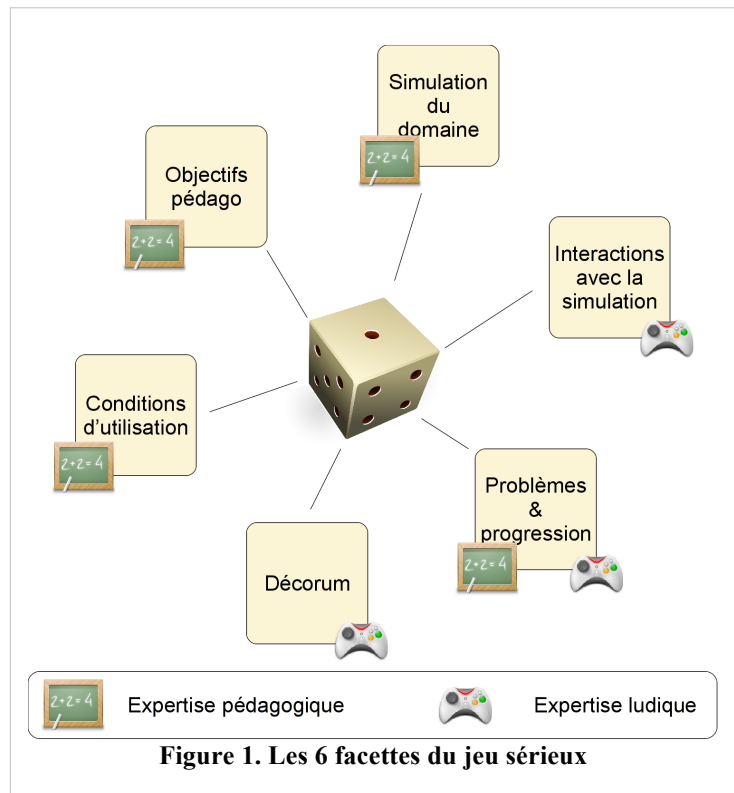 Simulation
du
domaine
2+2=4
Objectifs
pédago
2+2=4
Interactions
avec la
simulation
Conditions
d'utilisation
2+2=4
Problèmes
&
progression
2+2=4
Décorum
2+2=4
Expertise pédagogique
Expertise ludique
Figure 1. Les 6 facettes du jeu sérieux